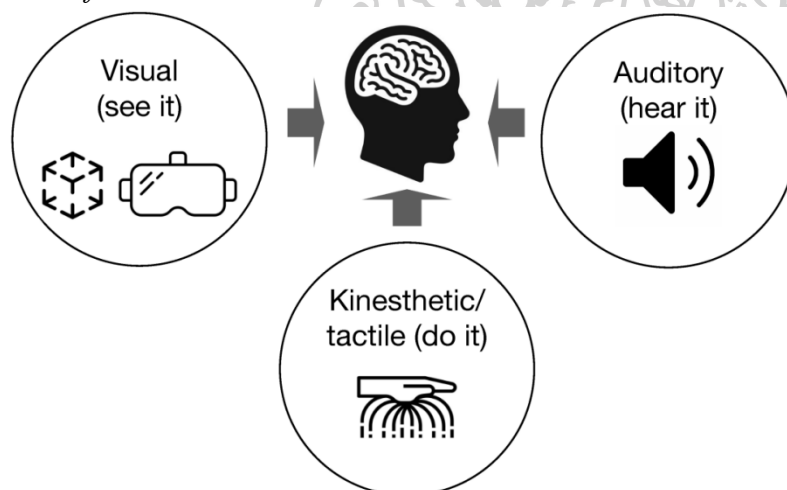 Visual
(see it)
Auditory
(hear it)
Kinesthetic/
tactile (do it)